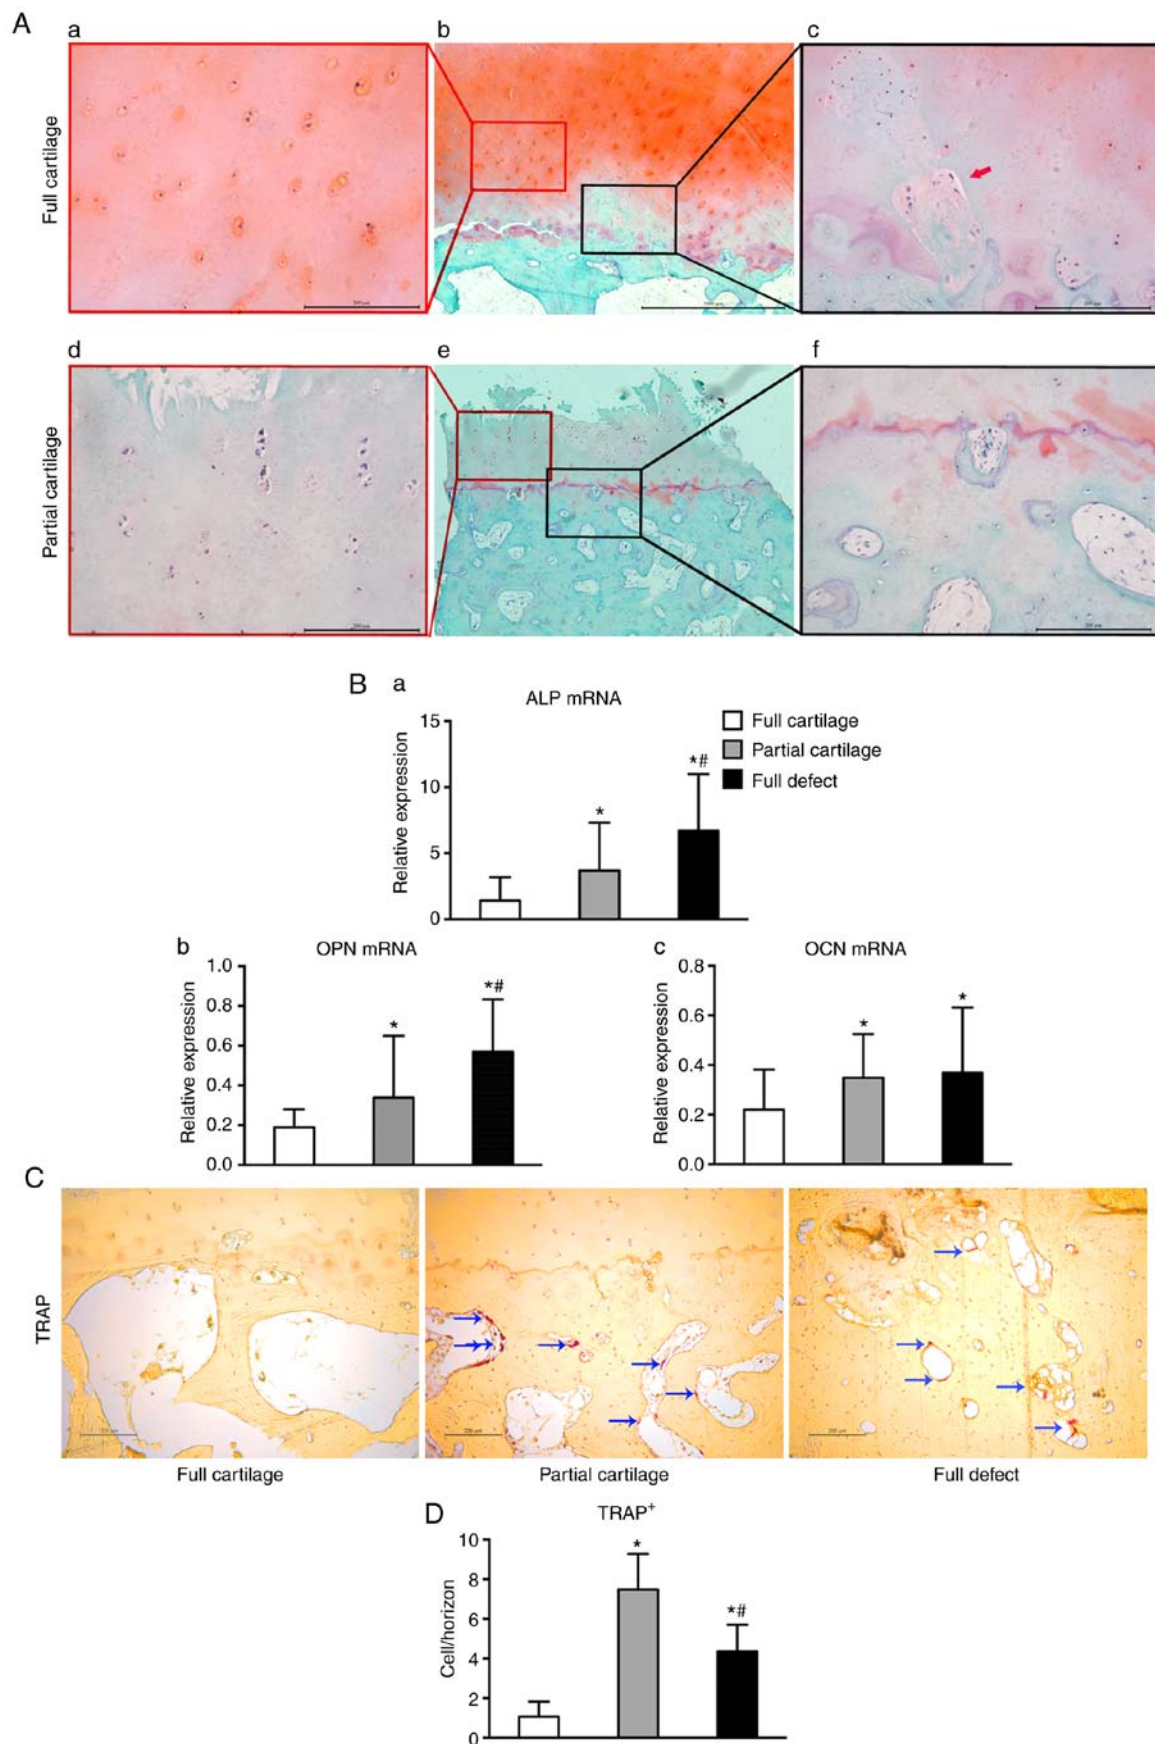 A
a
b
c
Full cartilage
d
e
f
Partial cartilage
200 µm
B
a
ALP mRNA
Full cartilage
Partial cartilage
Full defect
Relative expression
15
10
5
0
*
*#
b
OPN mRNA
Relative expression
1.0
0.8
0.6
0.4
0.2
0.0
*
*#
c
OCN mRNA
Relative expression
0.8
0.6
0.4
0.2
0.0
*
*
C
TRAP
Full cartilage
Partial cartilage
Full defect
D
TRAP+
Cell/horizon
10
8
6
4
2
0
*
*#